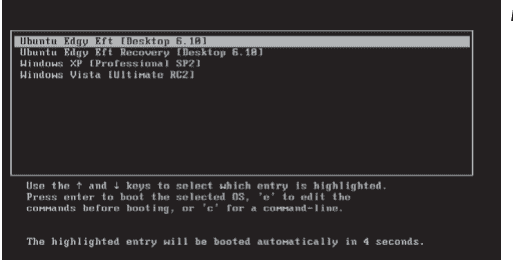 Ubuntu Edgy Eft [Desktop 6.10]
Ubuntu Edgy Eft Recovery [Desktop 6.10]
Windows XP [Professional SP2]
Windows Vista [Ultimate RC2]
Use the ↑ and ↓ keys to select which entry is highlighted.
Press enter to boot the selected OS, 'e' to edit the
commands before booting, or 'c' for a command-line.
The highlighted entry will be booted automatically in 4 seconds.